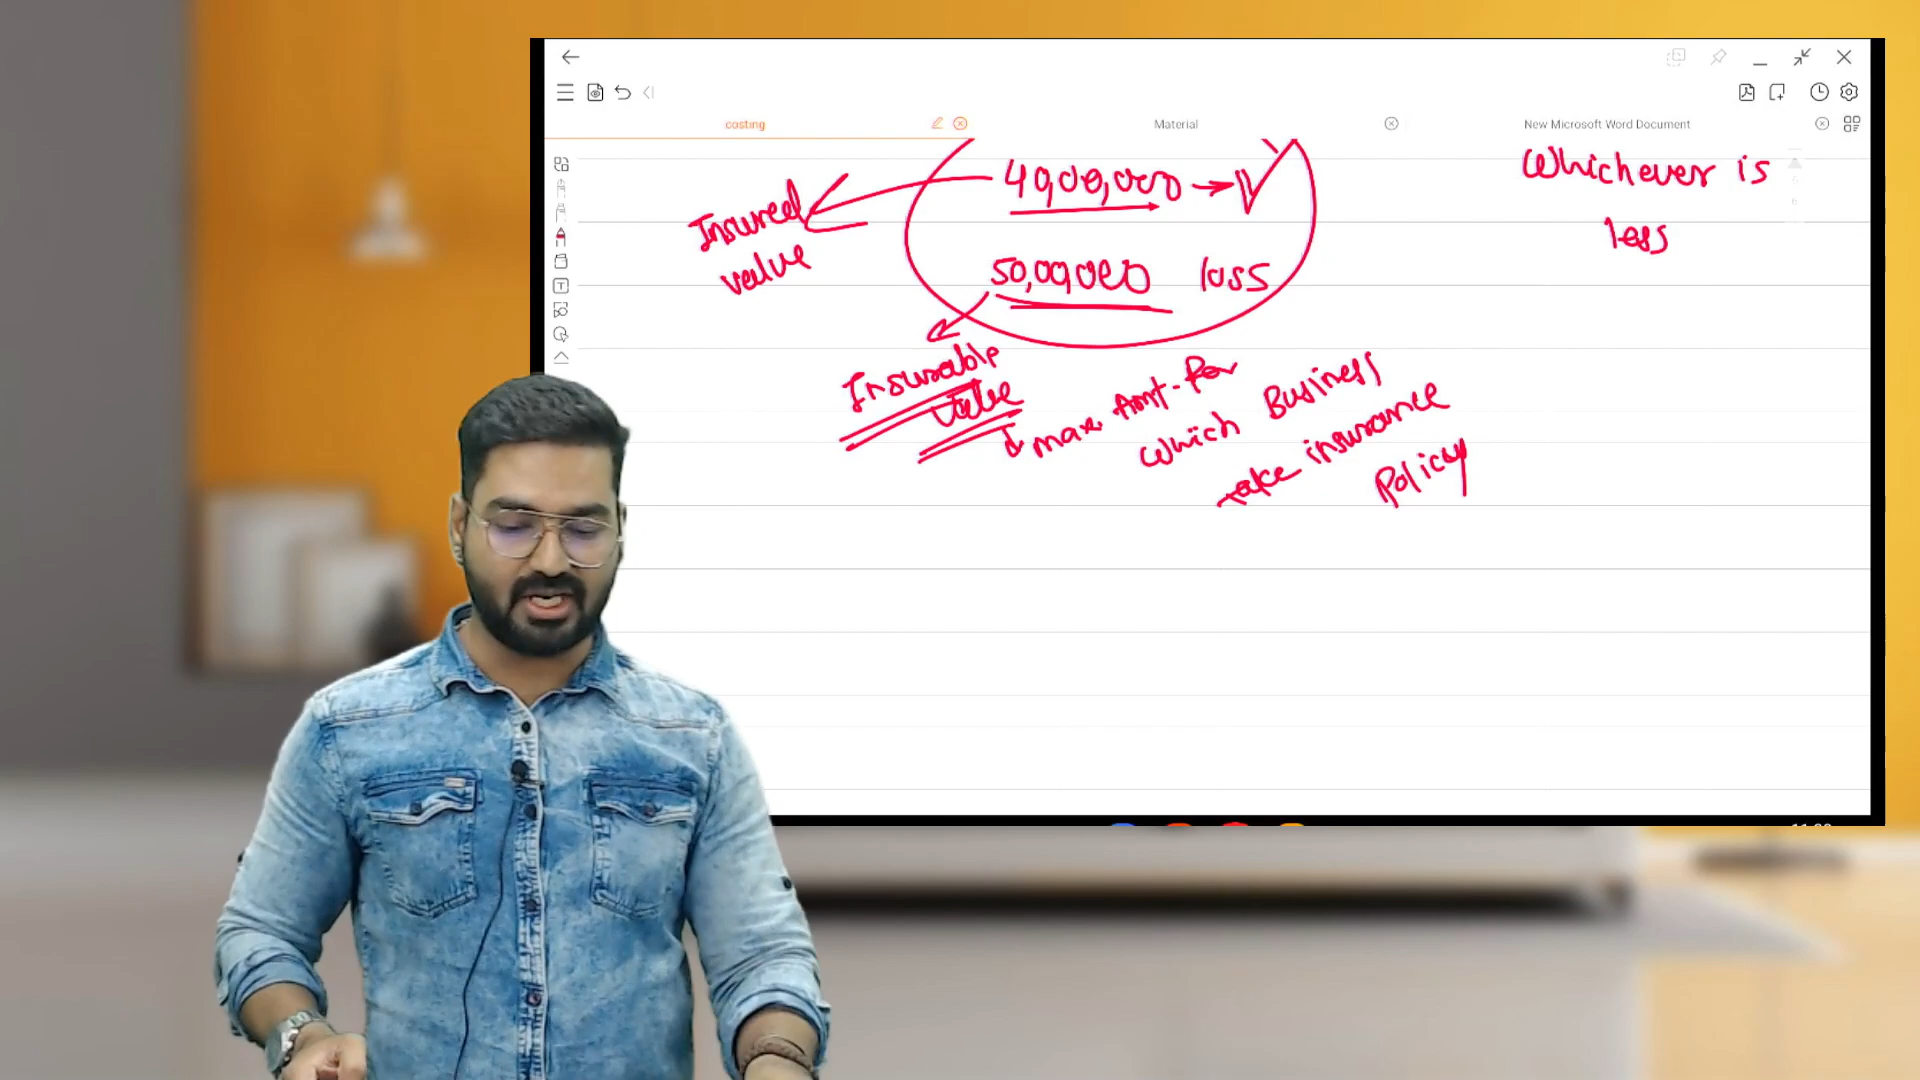 costing
Material
New Microsoft Word Document
40,00,000
Whichever is
less
Insured
value
50,00,000 loss
Insurable
Value
max Amt. for
which Business
take insurance
Policy